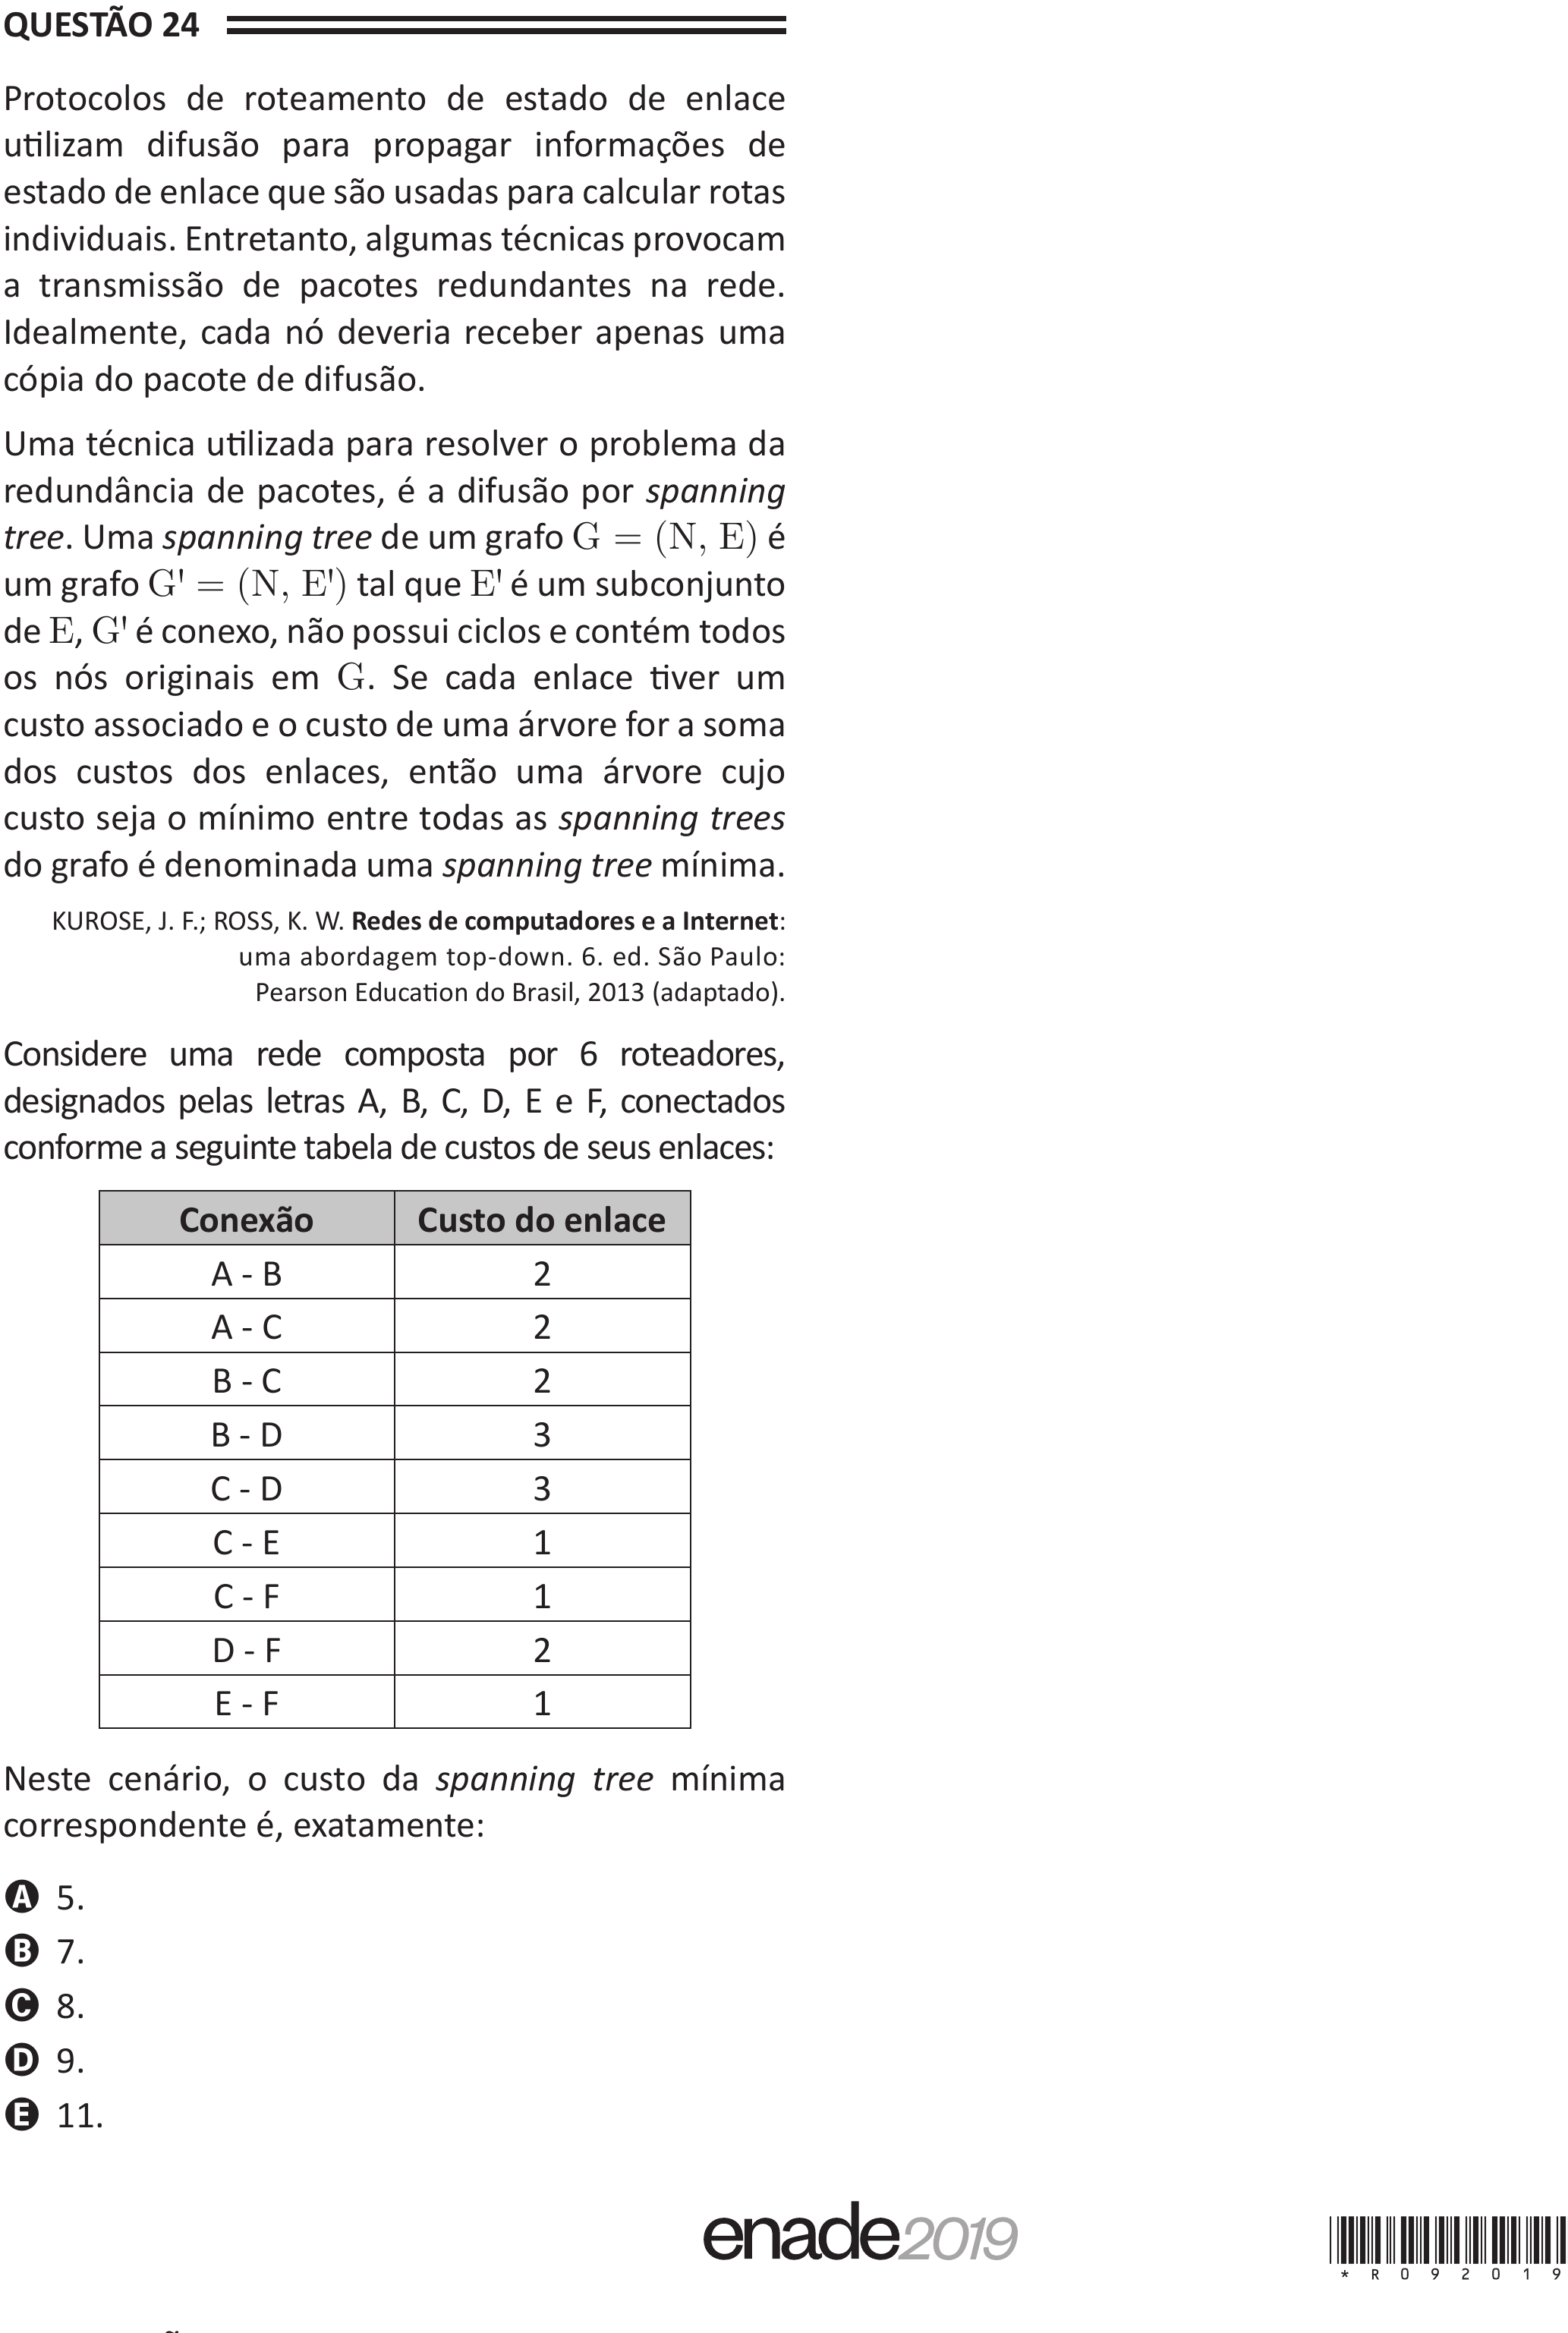 QUESTÃO 24
Protocolos de roteamento de estado de enlace
utilizam difusão para propagar informações de
estado de enlace que são usadas para calcular rotas
individuais. Entretanto, algumas técnicas provocam
a transmissão de pacotes redundantes na rede.
Idealmente, cada nó deveria receber apenas uma
cópia do pacote de difusão.
Uma técnica utilizada para resolver o problema da
redundância de pacotes, é a difusão por spanning
tree. Uma spanning tree de um grafo G = (N, E) é
um grafo G' = (N, E') tal que E' é um subconjunto
de E, G' é conexo, não possui ciclos e contém todos
os nós originais em G. Se cada enlace tiver um
custo associado e o custo de uma árvore for a soma
dos custos dos enlaces, então uma árvore cujo
custo seja o mínimo entre todas as spanning trees
do grafo é denominada uma spanning tree mínima.
KUROSE, J. F.; ROSS, K. W. Redes de computadores e a Internet:
uma abordagem top-down. 6. ed. São Paulo:
Pearson Education do Brasil, 2013 (adaptado).
Considere uma rede composta por 6 roteadores,
designados pelas letras A, B, C, D, E e F, conectados
conforme a seguinte tabela de custos de seus enlaces:
Conexão Custo do enlace
A - B 2
A - C 2
B - C 2
B - D 3
C - D 3
C - E 1
C - F 1
D - F 2
E - F 1
Neste cenário, o custo da spanning tree mínima
correspondente é, exatamente:
A 5.
B 7.
C 8.
D 9.
E 11.
enade2019
* R 0 9 2 0 1 9